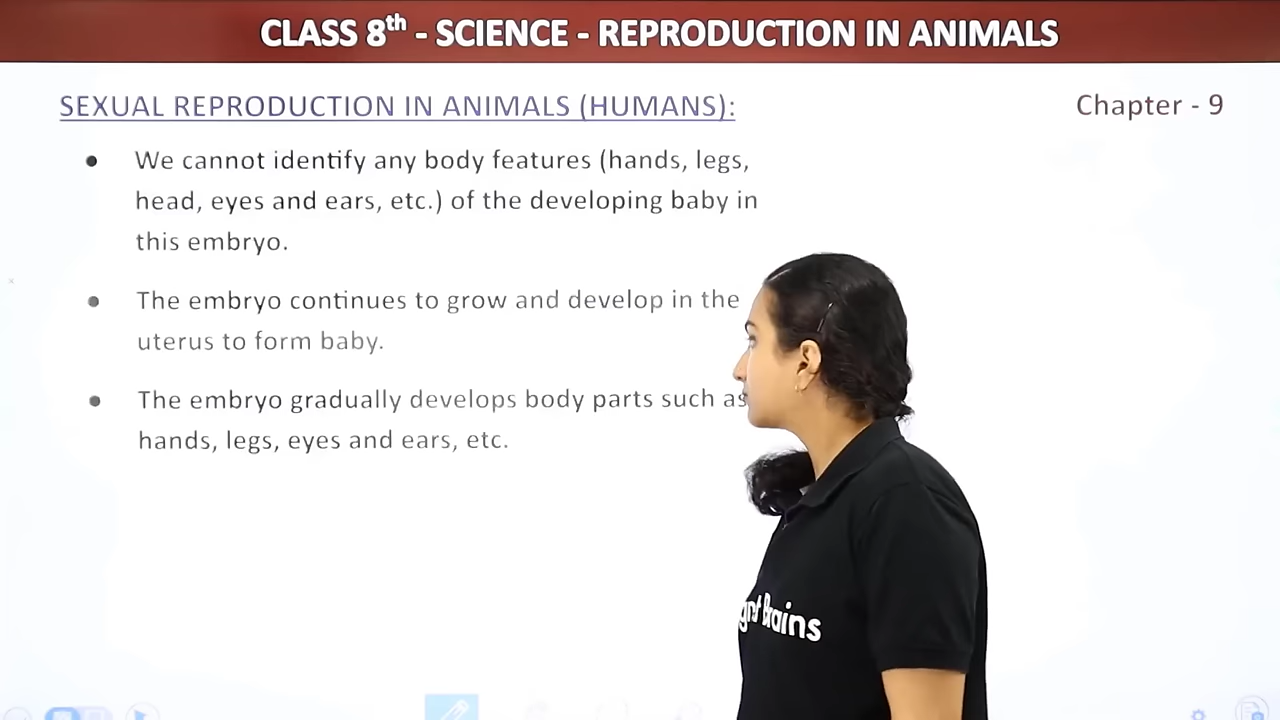 CLASS 8th - SCIENCE - REPRODUCTION IN ANIMALS
SEXUAL REPRODUCTION IN ANIMALS (HUMANS):
Chapter - 9
• We cannot identify any body features (hands, legs,
head, eyes and ears, etc.) of the developing baby in
this embryo.
• The embryo continues to grow and develop in the
uterus to form baby.
• The embryo gradually develops body parts such as
hands, legs, eyes and ears, etc.
Brains